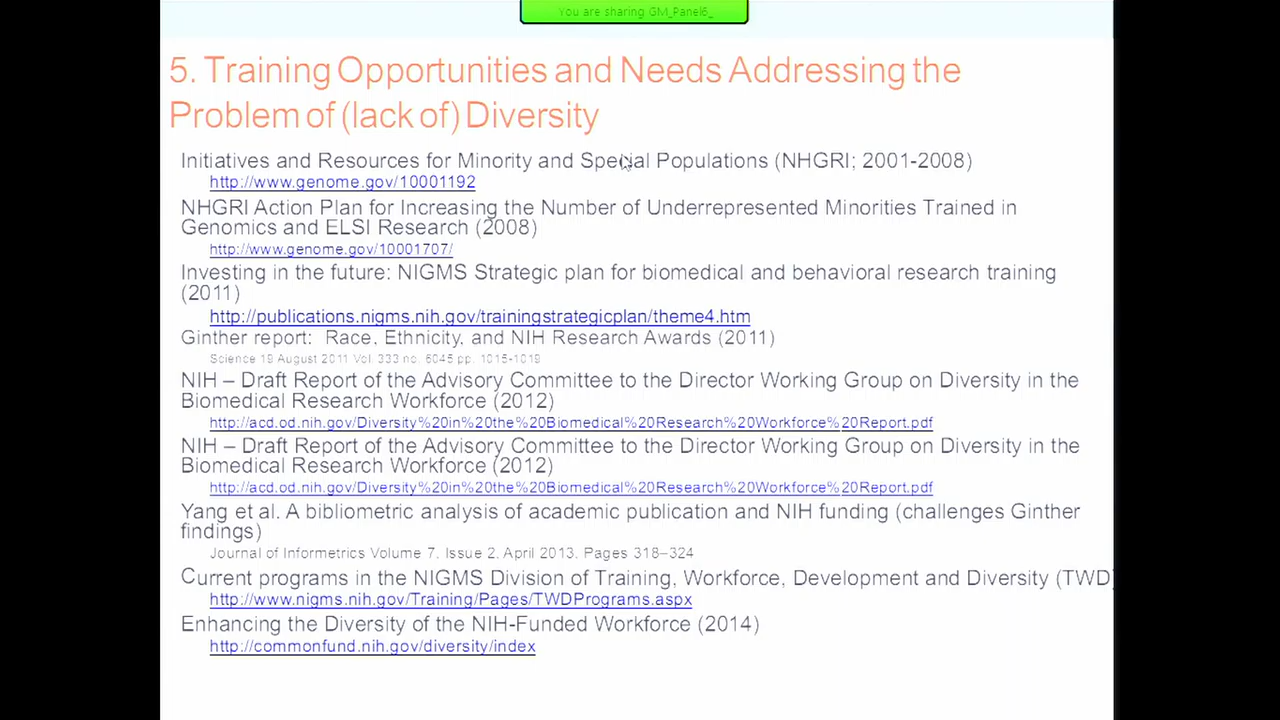 You are sharing GM_Panel6_
5. Training Opportunities and Needs Addressing the
Problem of (lack of) Diversity
Initiatives and Resources for Minority and Special Populations (NHGRI; 2001-2008)
http://www.genome.gov/10001192
NHGRI Action Plan for Increasing the Number of Underrepresented Minorities Trained in
Genomics and ELSI Research (2008)
http://www.genome.gov/10001707/
Investing in the future: NIGMS Strategic plan for biomedical and behavioral research training
(2011)
http://publications.nigms.nih.gov/trainingstrategicplan/theme4.htm
Ginther report: Race, Ethnicity, and NIH Research Awards (2011)
Science 19 August 2011 Vol. 333 no. 6045 pp. 1015-1019
NIH – Draft Report of the Advisory Committee to the Director Working Group on Diversity in the
Biomedical Research Workforce (2012)
http://acd.od.nih.gov/Diversity%20in%20the%20Biomedical%20Research%20Workforce%20Report.pdf
NIH – Draft Report of the Advisory Committee to the Director Working Group on Diversity in the
Biomedical Research Workforce (2012)
http://acd.od.nih.gov/Diversity%20in%20the%20Biomedical%20Research%20Workforce%20Report.pdf
Yang et al. A bibliometric analysis of academic publication and NIH funding (challenges Ginther
findings)
Journal of Informetrics Volume 7, Issue 2, April 2013, Pages 318–324
Current programs in the NIGMS Division of Training, Workforce, Development and Diversity (TWD)
http://www.nigms.nih.gov/Training/Pages/TWDPrograms.aspx
Enhancing the Diversity of the NIH-Funded Workforce (2014)
http://commonfund.nih.gov/diversity/index